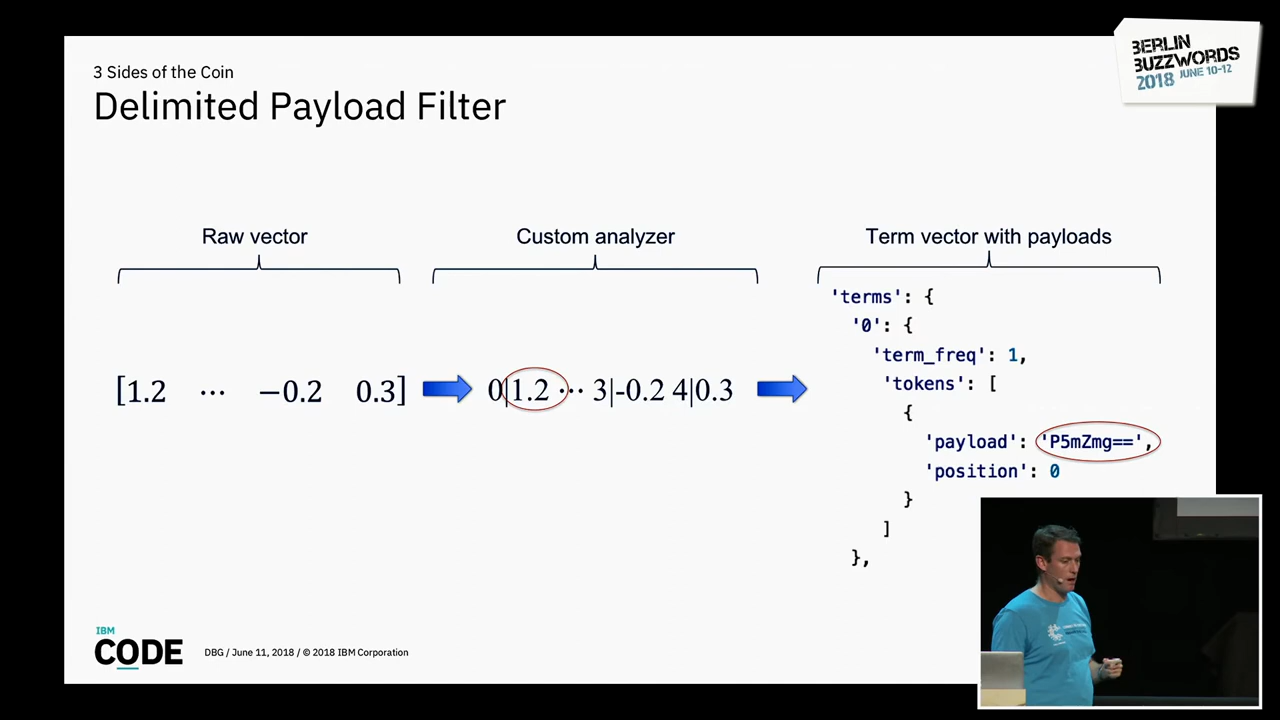 BERLIN
BUZZWORDS
2018 JUNE 10-12
3 Sides of the Coin
Delimited Payload Filter
Raw vector
Custom analyzer
Term vector with payloads
[1.2 ⋯ −0.2 0.3]
0|1.2 ⋯ 3|-0.2 4|0.3
'terms': {
'0': {
'term_freq': 1,
'tokens': [
{
'payload': 'P5mZmg==',
'position': 0
}
]
},
IBM
CODE
DBG / June 11, 2018 / © 2018 IBM Corporation